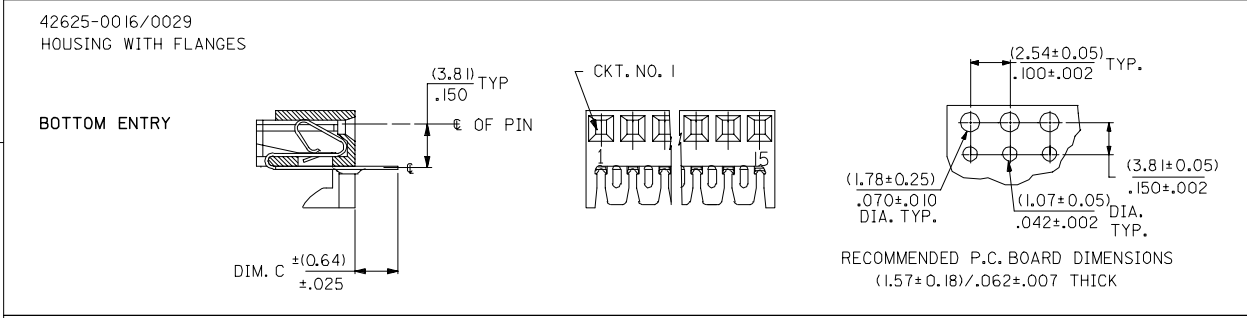 42625-0016/0029
HOUSING WITH FLANGES
BOTTOM ENTRY
(3.81)
.150
TYP
℄ OF PIN
℄
DIM. C ±(0.64)
±.025
CKT. NO. 1
1
15
(2.54±0.05)
.100±.002
TYP.
(3.81±0.05)
.150±.002
(1.78±0.25)
.070±.010
DIA. TYP.
(1.07±0.05)
.042±.002
DIA.
TYP.
RECOMMENDED P.C. BOARD DIMENSIONS
(1.57±0.18)/.062±.007 THICK